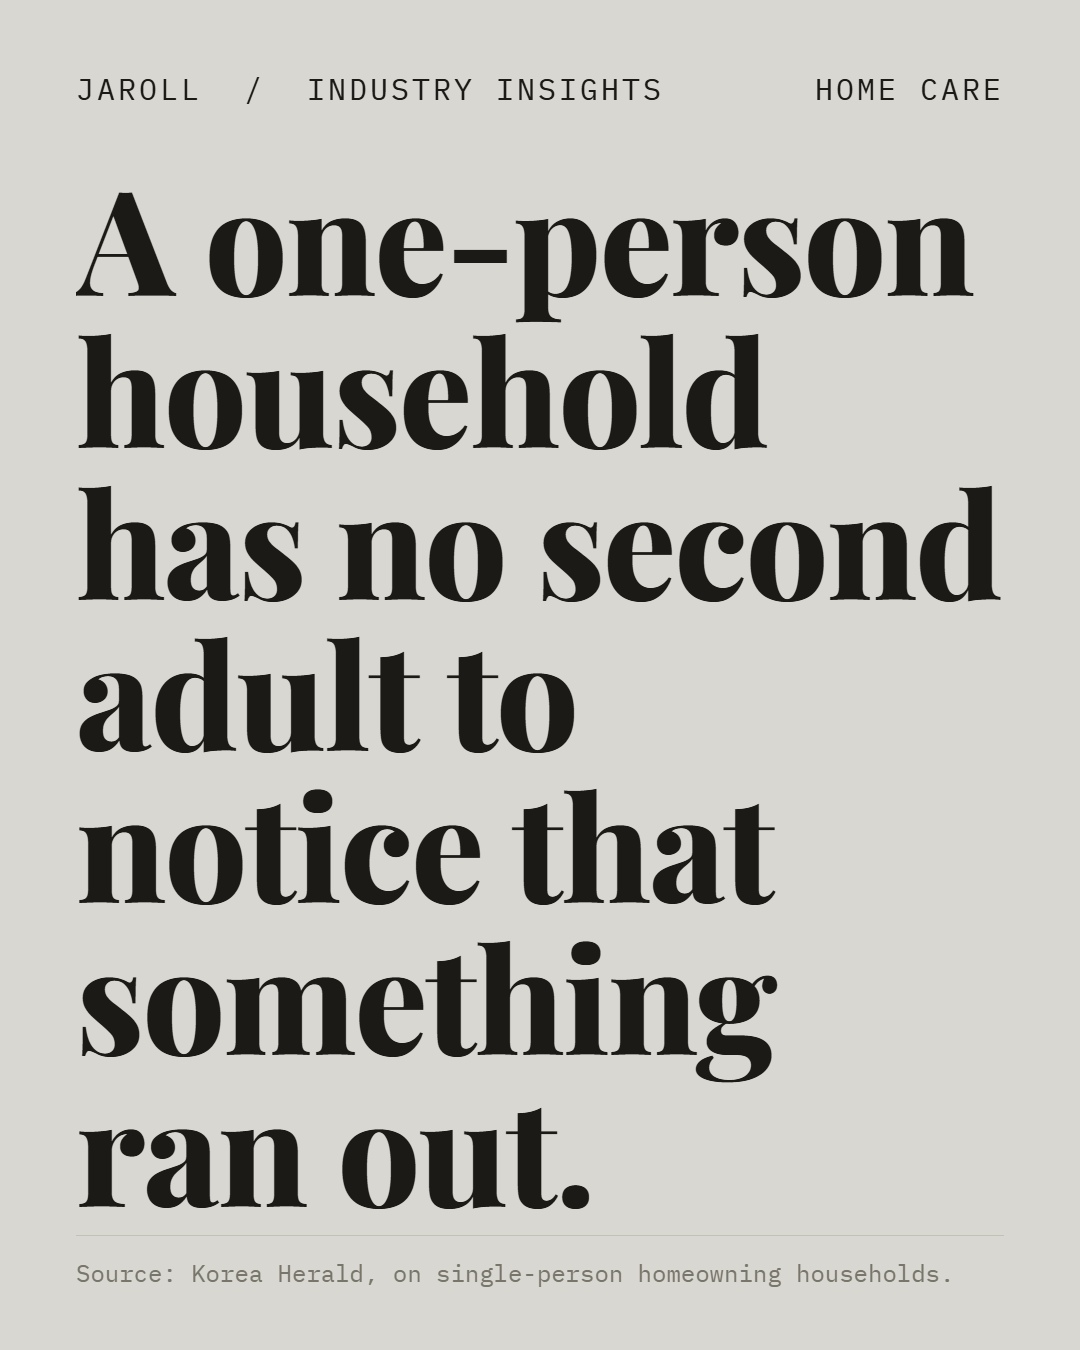 JAROLL / INDUSTRY INSIGHTS HOME CARE
A one-person
household
has no second
adult to
notice that
something
ran out.
Source: Korea Herald, on single-person homeowning households.